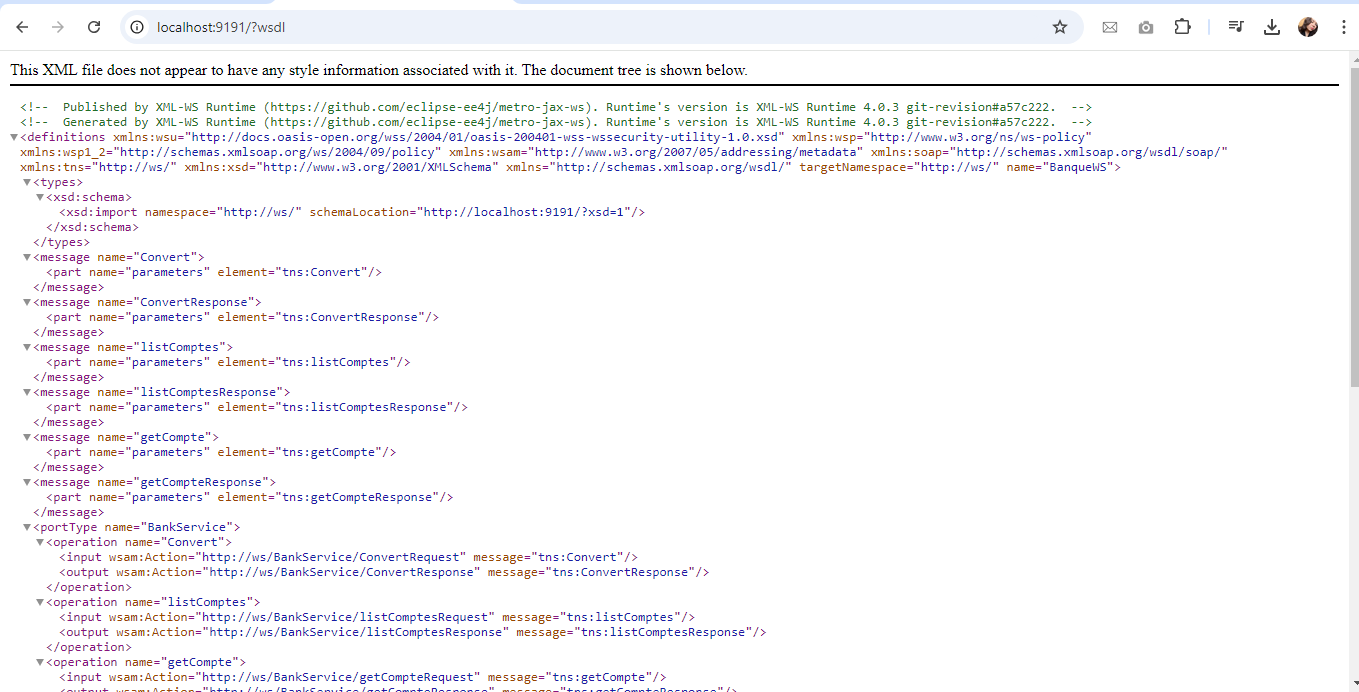 localhost:9191/?wsdl
This XML file does not appear to have any style information associated with it. The document tree is shown below.
<!-- Published by XML-WS Runtime (https://github.com/eclipse-ee4j/metro-jax-ws). Runtime's version is XML-WS Runtime 4.0.3 git-revision#a57c222. -->
<!-- Generated by XML-WS Runtime (https://github.com/eclipse-ee4j/metro-jax-ws). Runtime's version is XML-WS Runtime 4.0.3 git-revision#a57c222. -->
▼<definitions xmlns:wsu="http://docs.oasis-open.org/wss/2004/01/oasis-200401-wss-wssecurity-utility-1.0.xsd" xmlns:wsp="http://www.w3.org/ns/ws-policy"
xmlns:wsp1_2="http://schemas.xmlsoap.org/ws/2004/09/policy" xmlns:wsam="http://www.w3.org/2007/05/addressing/metadata" xmlns:soap="http://schemas.xmlsoap.org/wsdl/soap/"
xmlns:tns="http://ws/" xmlns:xsd="http://www.w3.org/2001/XMLSchema" xmlns="http://schemas.xmlsoap.org/wsdl/" targetNamespace="http://ws/" name="BanqueWS">
▼<types>
▼<xsd:schema>
<xsd:import namespace="http://ws/" schemaLocation="http://localhost:9191/?xsd=1"/>
</xsd:schema>
</types>
▼<message name="Convert">
<part name="parameters" element="tns:Convert"/>
</message>
▼<message name="ConvertResponse">
<part name="parameters" element="tns:ConvertResponse"/>
</message>
▼<message name="listComptes">
<part name="parameters" element="tns:listComptes"/>
</message>
▼<message name="listComptesResponse">
<part name="parameters" element="tns:listComptesResponse"/>
</message>
▼<message name="getCompte">
<part name="parameters" element="tns:getCompte"/>
</message>
▼<message name="getCompteResponse">
<part name="parameters" element="tns:getCompteResponse"/>
</message>
▼<portType name="BankService">
▼<operation name="Convert">
<input wsam:Action="http://ws/BankService/ConvertRequest" message="tns:Convert"/>
<output wsam:Action="http://ws/BankService/ConvertResponse" message="tns:ConvertResponse"/>
</operation>
▼<operation name="listComptes">
<input wsam:Action="http://ws/BankService/listComptesRequest" message="tns:listComptes"/>
<output wsam:Action="http://ws/BankService/listComptesResponse" message="tns:listComptesResponse"/>
</operation>
▼<operation name="getCompte">
<input wsam:Action="http://ws/BankService/getCompteRequest" message="tns:getCompte"/>
<output wsam:Action="http://ws/BankService/getCompteResponse" message="tns:getCompteResponse"/>